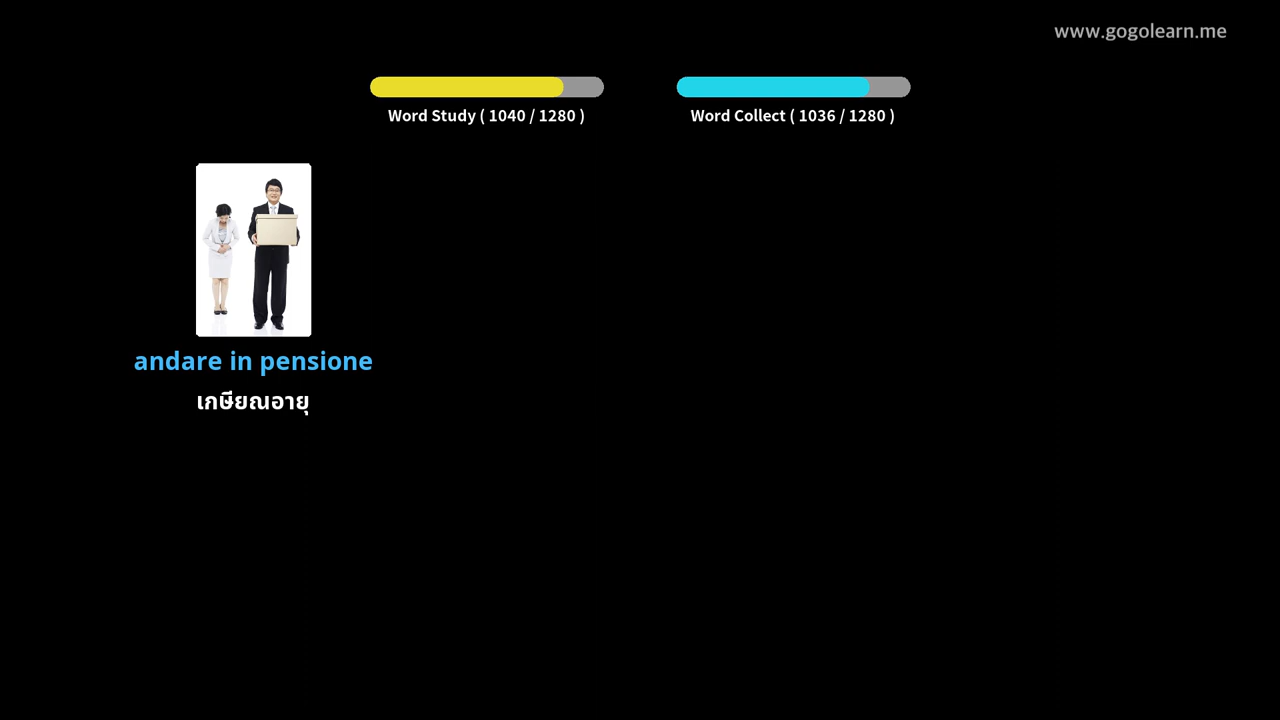 www.gogolearn.me
Word Study ( 1040 / 1280 )
Word Collect ( 1036 / 1280 )
andare in pensione
เกษียณอายุ